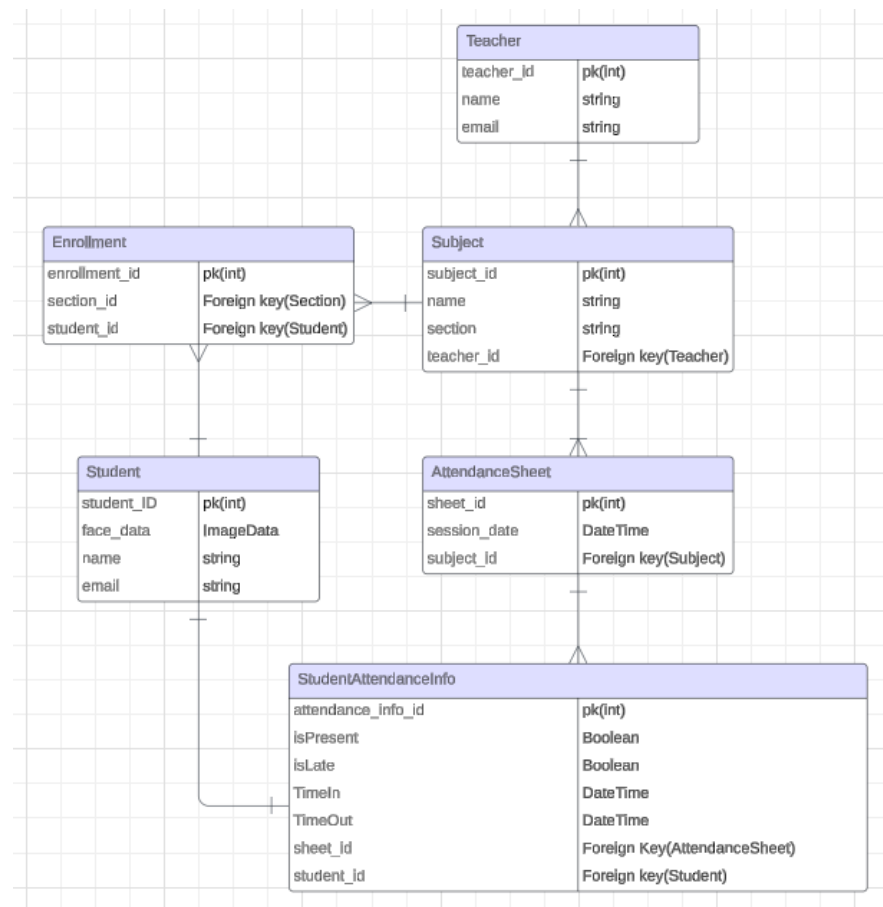 Teacher
teacher_id pk(int)
name string
email string
Enrollment
enrollment_id pk(int)
section_id Foreign key(Section)
student_id Foreign key(Student)
Subject
subject_id pk(int)
name string
section string
teacher_id Foreign key(Teacher)
Student
student_ID pk(int)
face_data ImageData
name string
email string
AttendanceSheet
sheet_id pk(int)
session_date DateTime
subject_id Foreign key(Subject)
StudentAttendanceInfo
attendance_info_id pk(int)
isPresent Boolean
isLate Boolean
TimeIn DateTime
TimeOut DateTime
sheet_id Foreign Key(AttendanceSheet)
student_id Foreign key(Student)